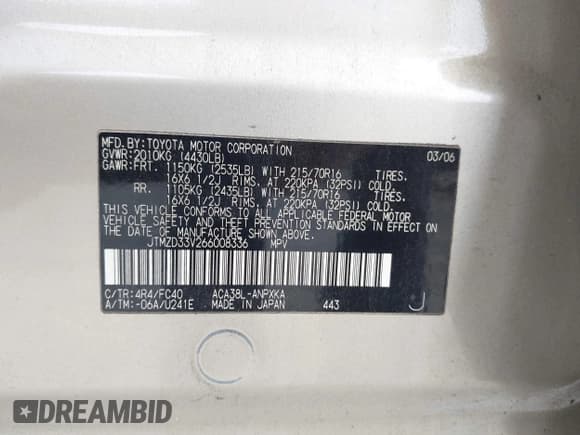 MFD.BY:TOYOTA MOTOR CORPORATION 03/06
GVWR:2010KG (4430LB)
GAWR:FRT. 1150KG (2535LB) WITH 215/70R16 TIRES.
16X6 1/2J RIMS, AT 220KPA (32PSI) COLD.
RR. 1105KG (2435LB) WITH 215/70R16 TIRES.
16X6 1/2J RIMS, AT 220KPA (32PSI) COLD.
THIS VEHICLE CONFORMS TO ALL APPLICABLE FEDERAL MOTOR
VEHICLE SAFETY, AND THEFT PREVENTION STANDARDS IN EFFECT ON
THE DATE OF MANUFACTURE SHOWN ABOVE.
JTMZD33V266008336 MPV
C/TR:4R4/FC40 ACA38L-ANPXKA
A/TM:-06A/U241E MADE IN JAPAN 443 J
DREAMBID